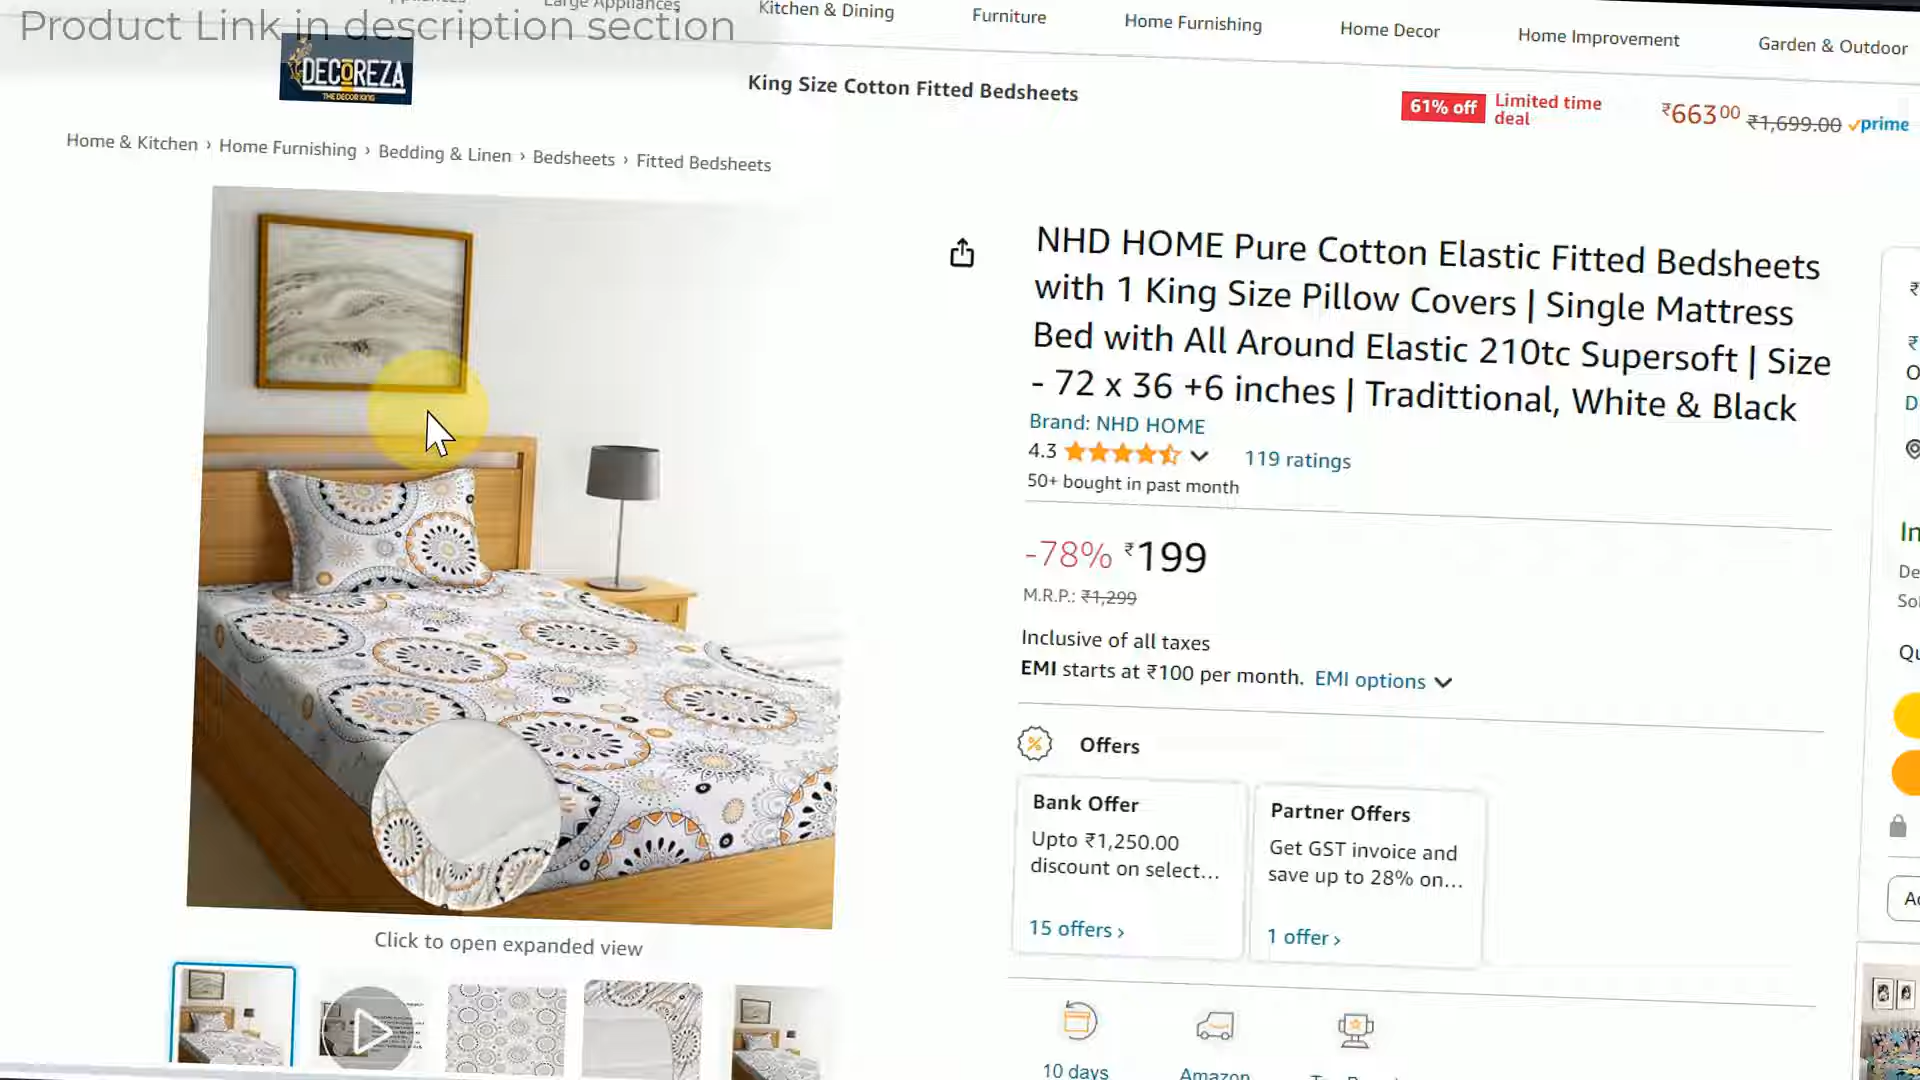 Product Link in description section
Large Appliances
Kitchen & Dining
Furniture
Home Furnishing
Home Decor
Home Improvement
Garden & Outdoor
DECOREZA
THE DECOR KING
King Size Cotton Fitted Bedsheets
61% off
Limited time
deal
₹66300 ₹1,699.00 prime
Home & Kitchen › Home Furnishing › Bedding & Linen › Bedsheets › Fitted Bedsheets
NHD HOME Pure Cotton Elastic Fitted Bedsheets
with 1 King Size Pillow Covers | Single Mattress
Bed with All Around Elastic 210tc Supersoft | Size
- 72 x 36 +6 inches | Tradittional, White & Black
Brand: NHD HOME
4.3
119 ratings
50+ bought in past month
-78% ₹199
M.R.P.: ₹1,299
Inclusive of all taxes
EMI starts at ₹100 per month. EMI options
Offers
Bank Offer
Upto ₹1,250.00
discount on select...
15 offers ›
Partner Offers
Get GST invoice and
save up to 28% on...
1 offer ›
Click to open expanded view
10 days
Amazon